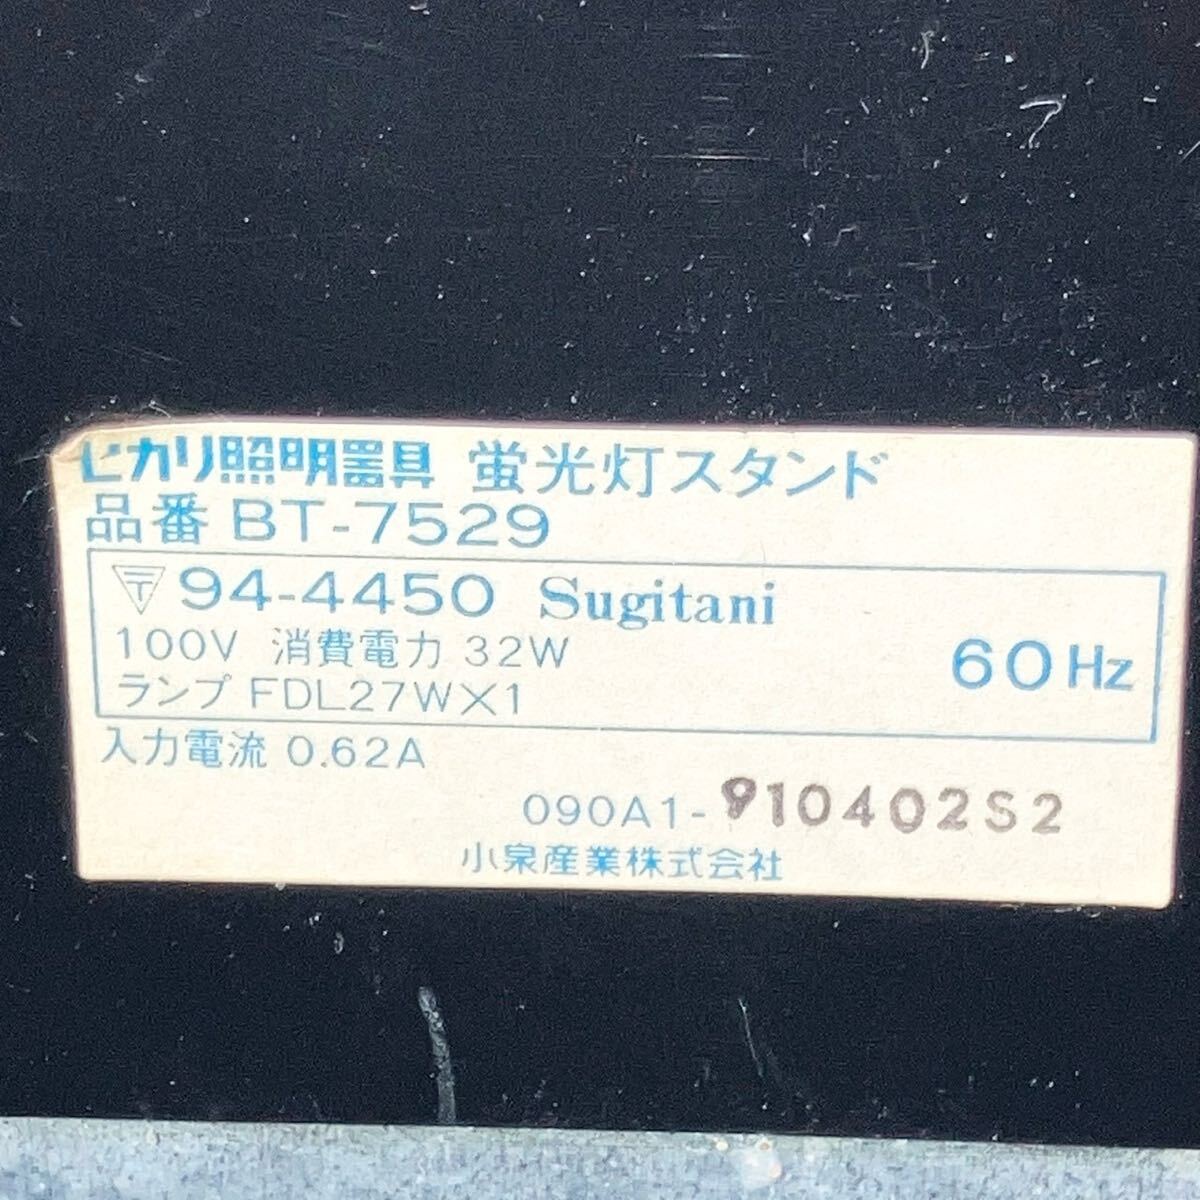 ヒカリ照明器具 蛍光灯スタンド
品番 BT-7529
〒 94-4450 Sugitani
100V 消費電力 32W
60Hz
ランプ FDL27W×1
入力電流 0.62A
090A1-910402S2
小泉産業株式会社